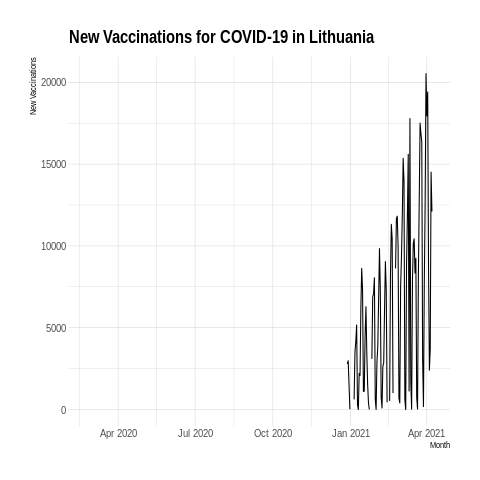 New Vaccinations for COVID-19 in Lithuania
New Vaccinations
20000
15000
10000
5000
0
Apr 2020 Jul 2020 Oct 2020 Jan 2021 Apr 2021
Month